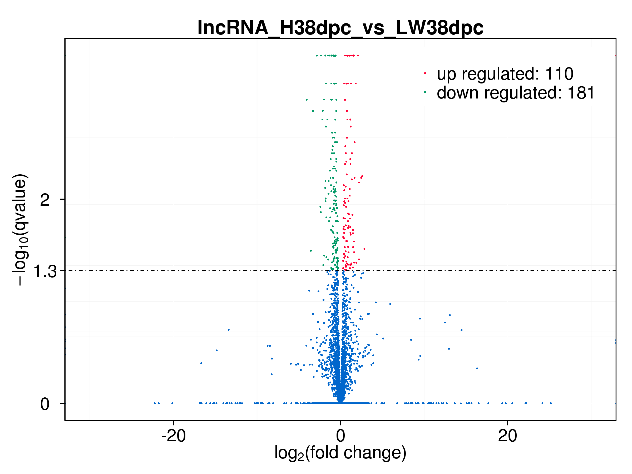 lncRNA_H38dpc_vs_LW38dpc
up regulated: 110
down regulated: 181
−log10(qvalue)
2
1.3
0
-20 0 20
log2(fold change)